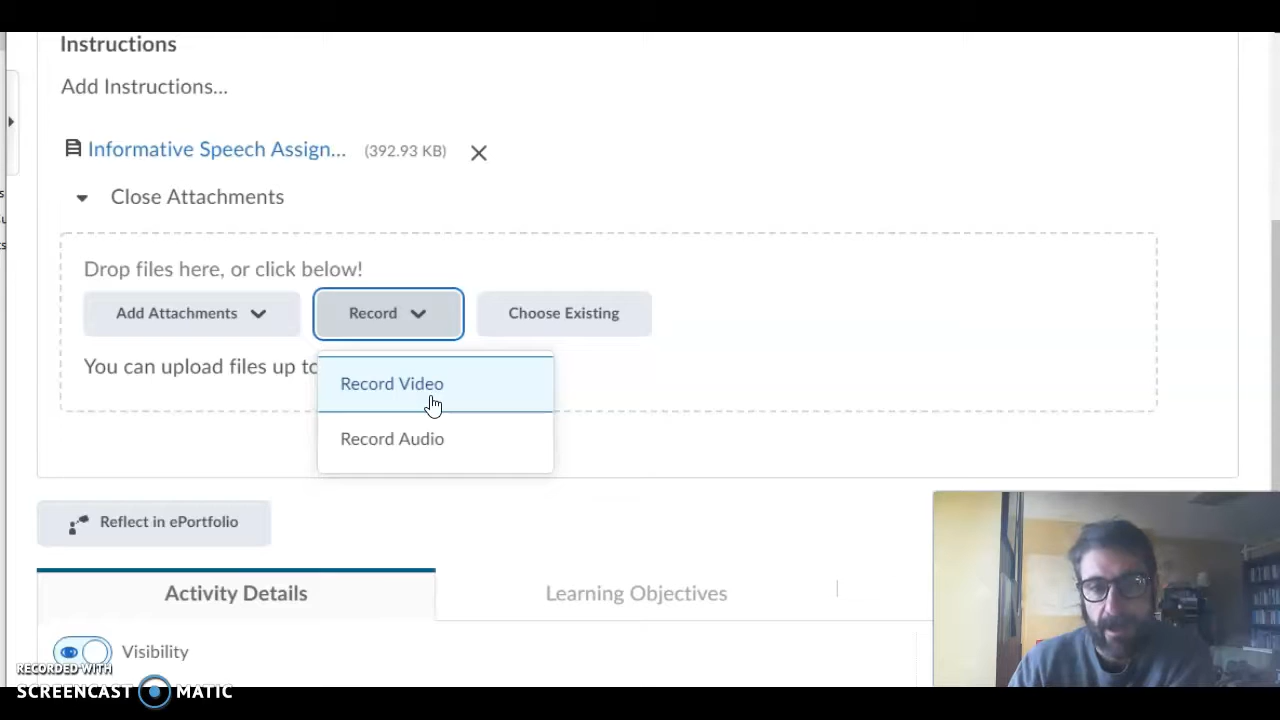 Instructions
Add Instructions...
Informative Speech Assign... (392.93 KB)
Close Attachments
Drop files here, or click below!
Add Attachments Record Choose Existing
You can upload files up to
Record Video
Record Audio
Reflect in ePortfolio
Activity Details Learning Objectives
Visibility
RECORDED WITH
SCREENCAST MATIC